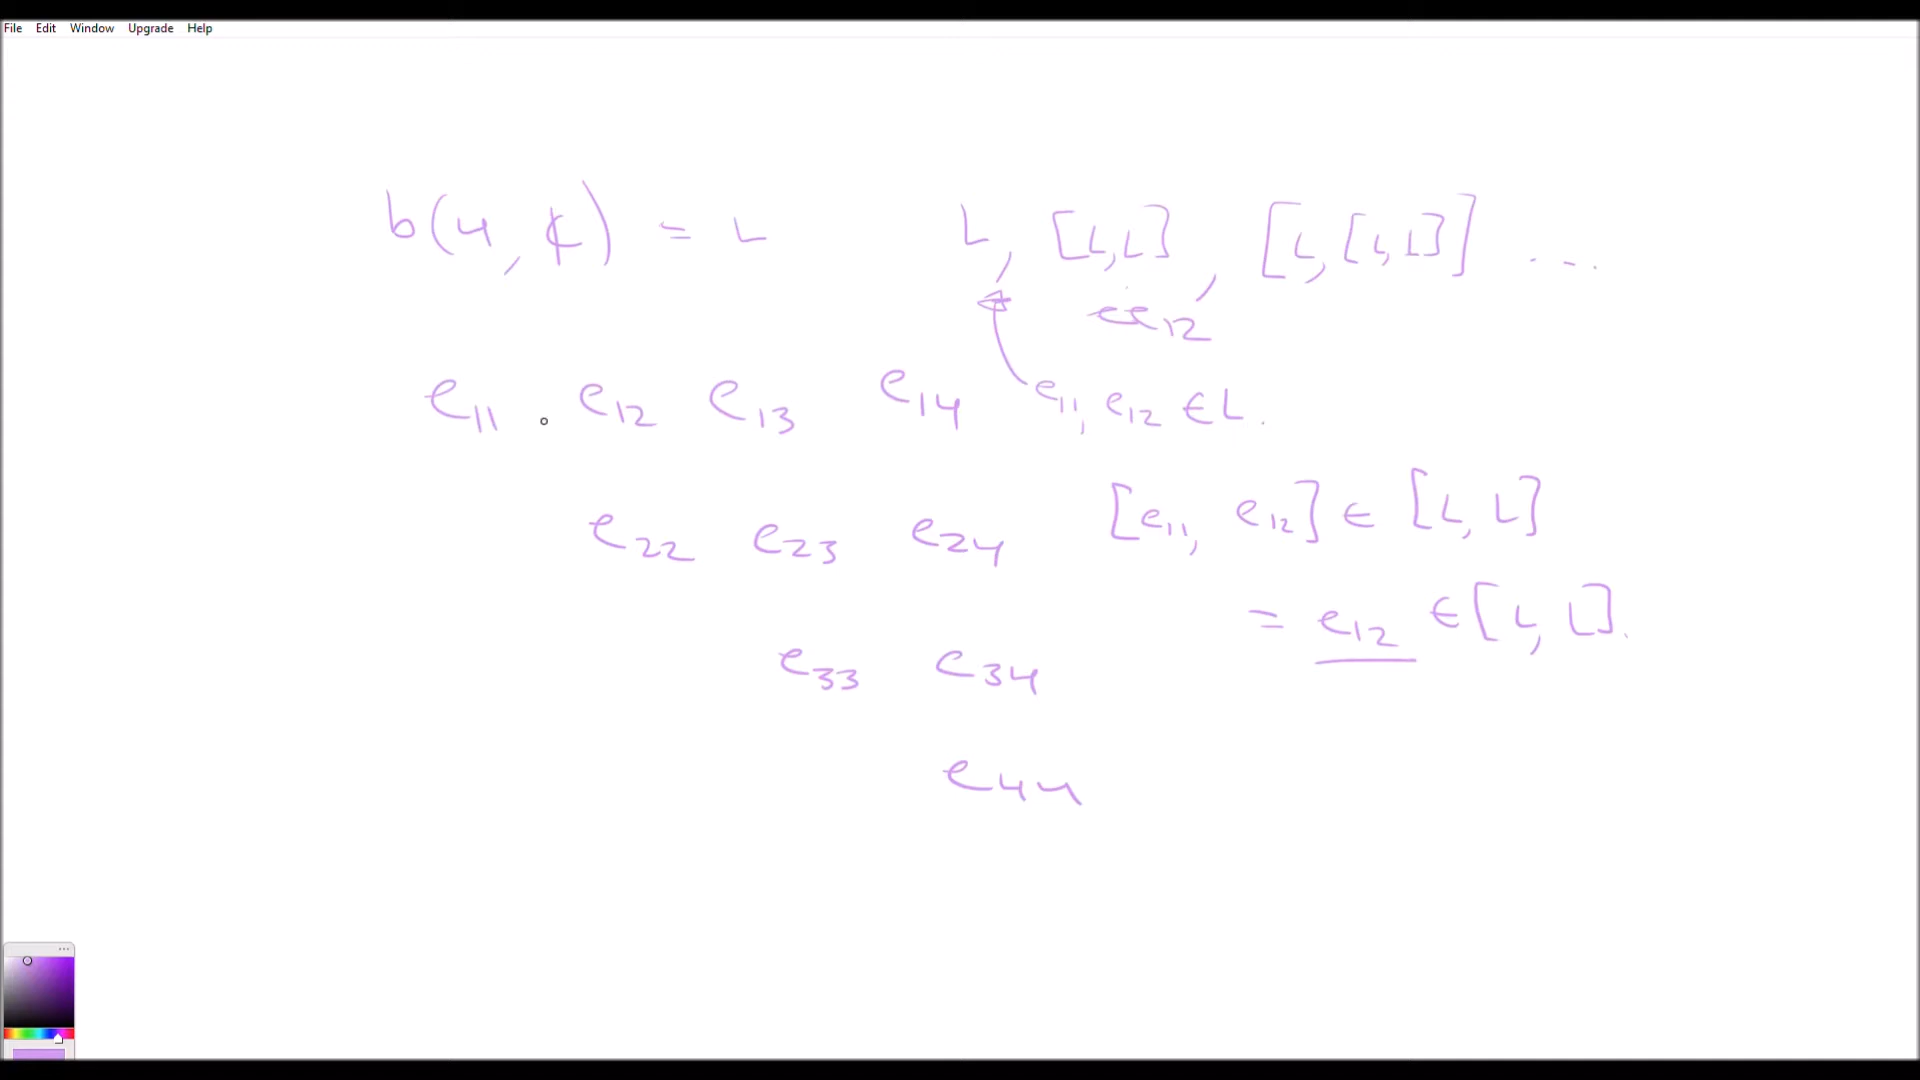 File Edit Window Upgrade Help
b(4, ℂ) = L L, [L,L], [L,[L,L]] ...
e₁₂
e₁₁ e₁₂ e₁₃ e₁₄ e₁₁, e₁₂ ∈ L.
e₂₂ e₂₃ e₂₄ [e₁₁, e₁₂] ∈ [L, L]
= e₁₂ ∈ [L, L].
e₃₃ e₃₄
e₄₄